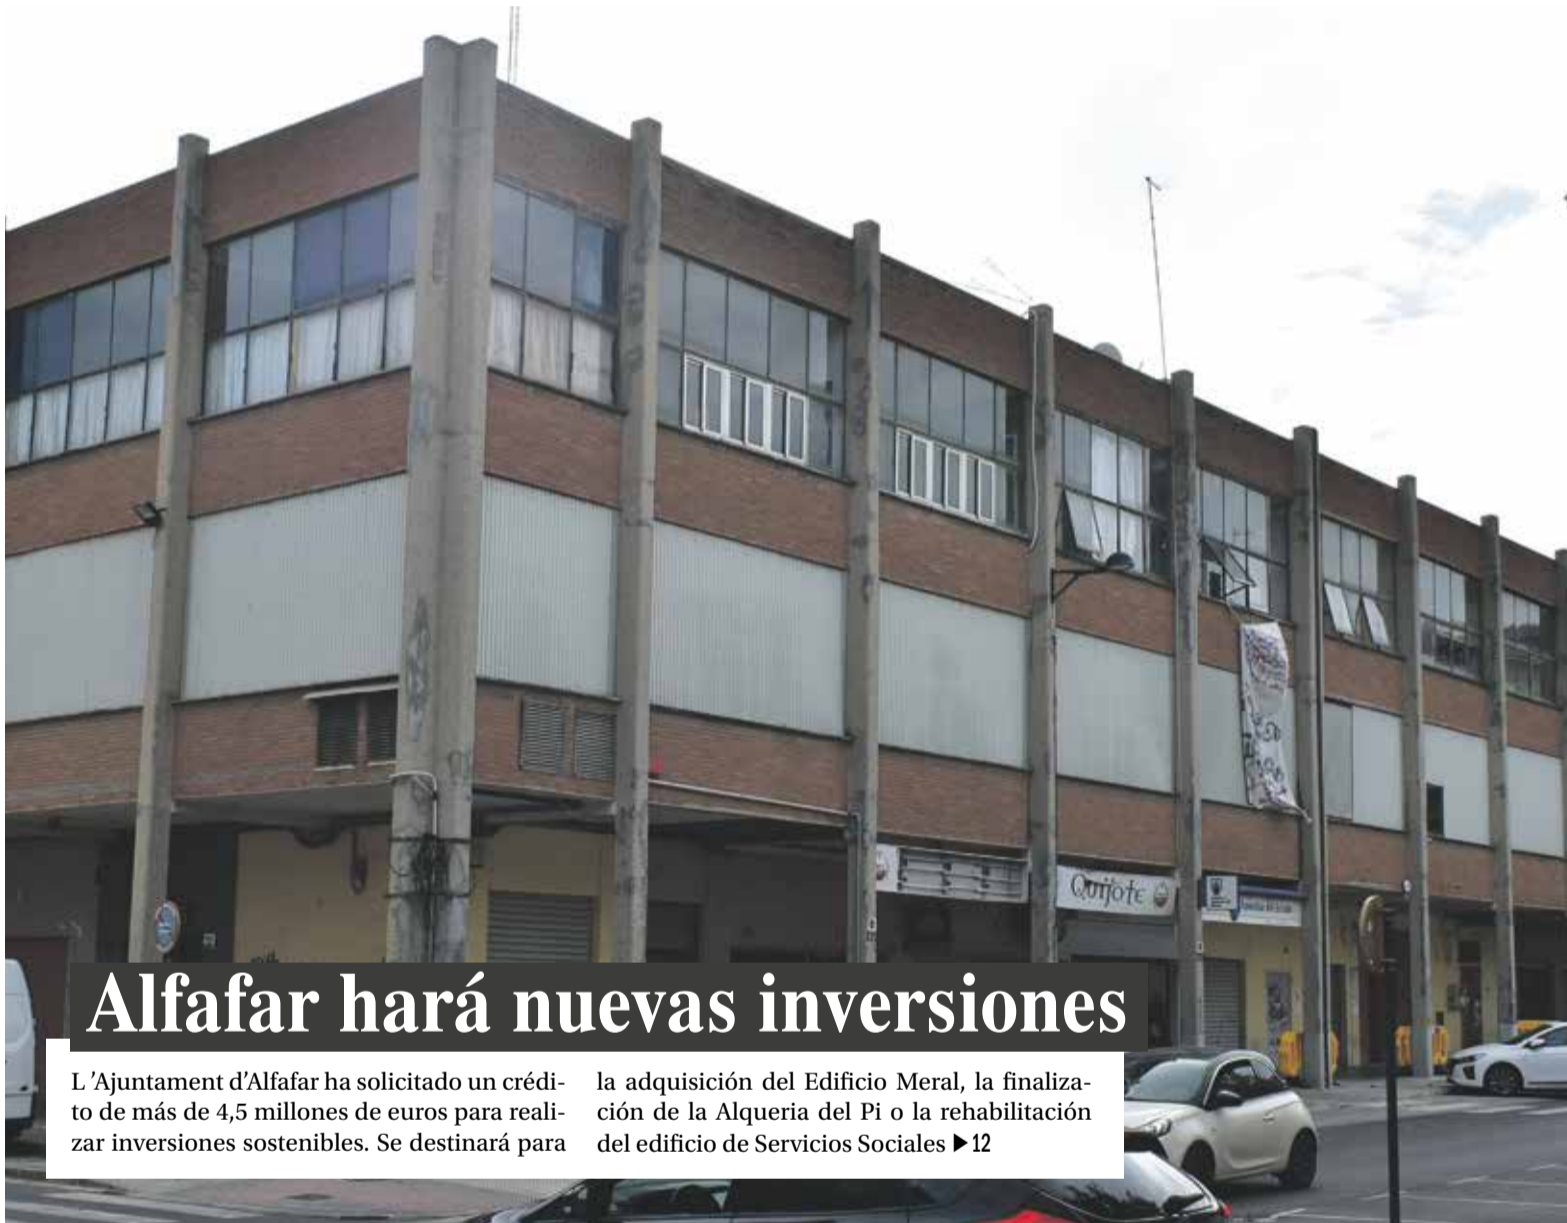 Quijote
Alfafar hará nuevas inversiones
L ’Ajuntament d’Alfafar ha solicitado un crédi-
to de más de 4,5 millones de euros para reali-
zar inversiones sostenibles. Se destinará para
la adquisición del Edificio Meral, la finaliza-
ción de la Alqueria del Pi o la rehabilitación
del edificio de Servicios Sociales ▶12